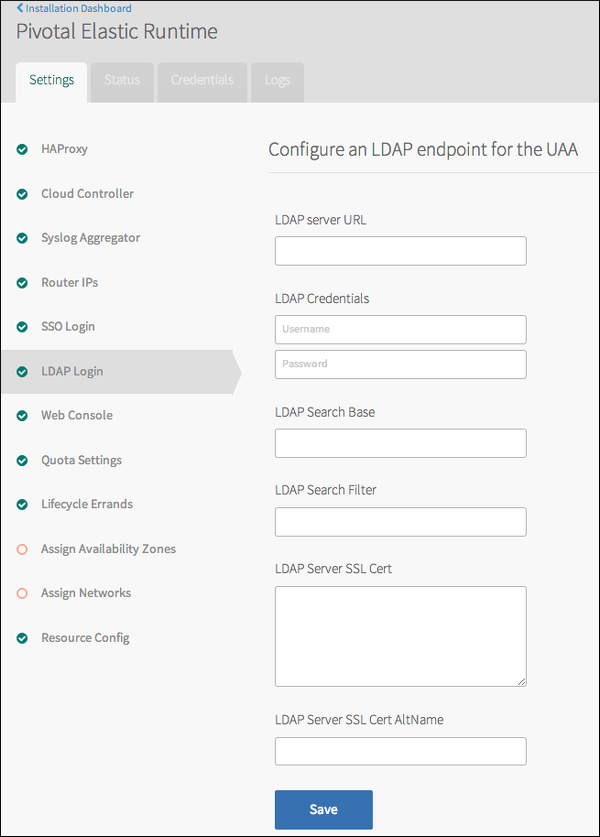 Installation Dashboard
Pivotal Elastic Runtime
Settings
Status
Credentials
Logs
HAProxy
Cloud Controller
Syslog Aggregator
Router IPs
SSO Login
LDAP Login
Web Console
Quota Settings
Lifecycle Errands
Assign Availability Zones
Assign Networks
Resource Config
Configure an LDAP endpoint for the UAA
LDAP server URL
LDAP Credentials
Username
Password
LDAP Search Base
LDAP Search Filter
LDAP Server SSL Cert
LDAP Server SSL Cert AltName
Save